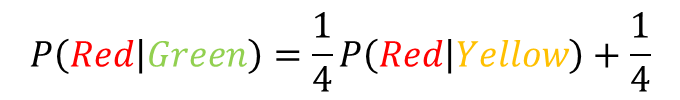 P(Red|Green) = 1/4 P(Red|Yellow) + 1/4